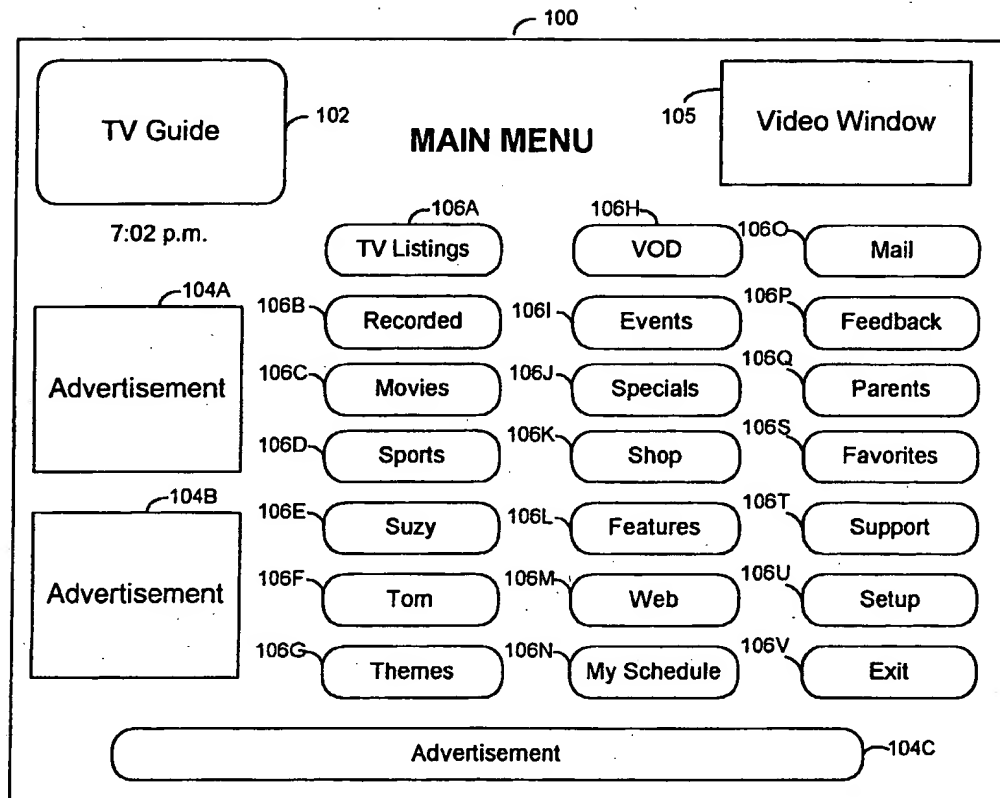 100
TV Guide
102
MAIN MENU
105
Video Window
7:02 p.m.
106A
TV Listings
106H
VOD
106O
Mail
104A
Advertisement
106B
Recorded
106I
Events
106P
Feedback
106C
Movies
106J
Specials
106Q
Parents
106D
Sports
106K
Shop
106S
Favorites
104B
Advertisement
106E
Suzy
106L
Features
106T
Support
106F
Tom
106M
Web
106U
Setup
106G
Themes
106N
My Schedule
106V
Exit
Advertisement
104C